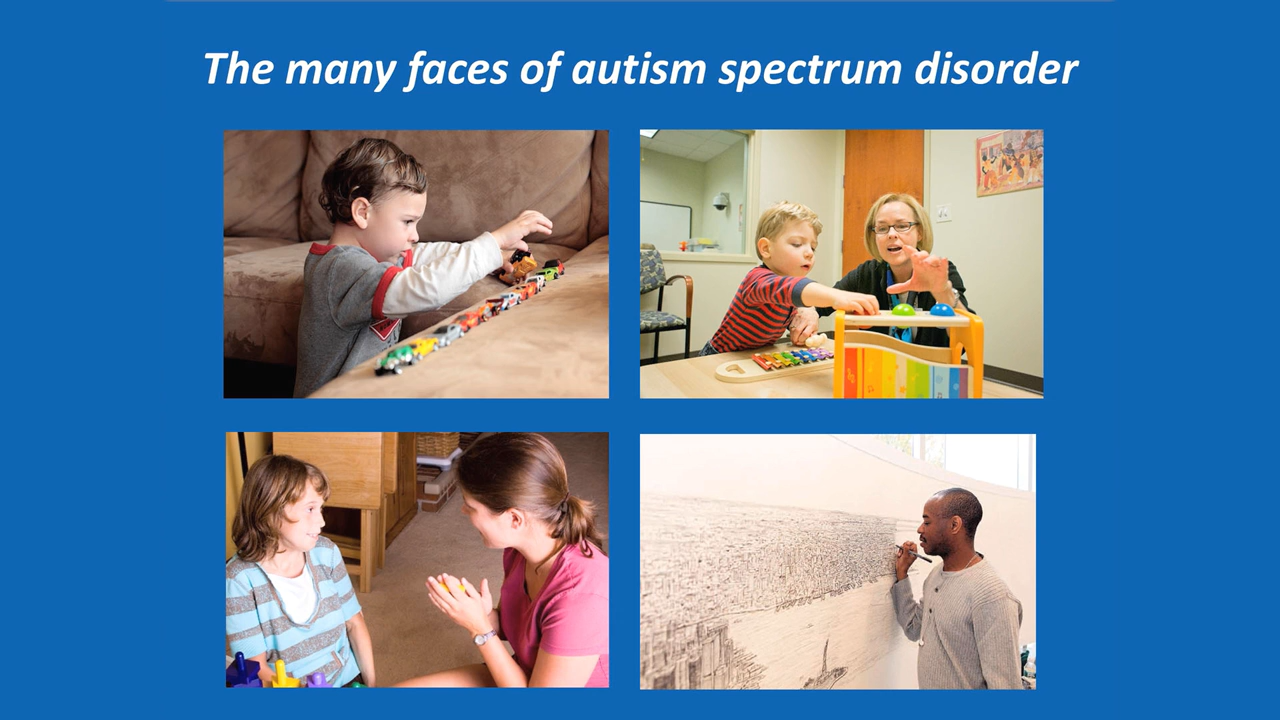 The many faces of autism spectrum disorder